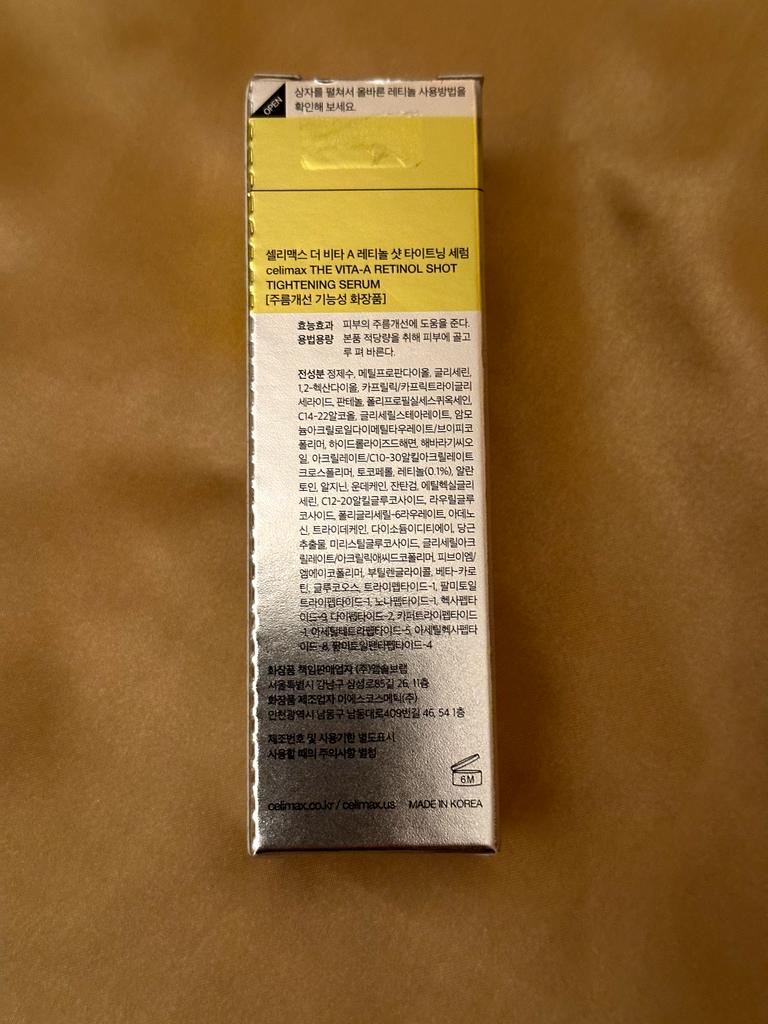 OPEN
상자를 펼쳐서 올바른 레티놀 사용방법을
확인해 보세요.
셀리맥스 더 비타 A 레티놀 샷 타이트닝 세럼
celimax THE VITA-A RETINOL SHOT
TIGHTENING SERUM
[주름개선 기능성 화장품]
효능효과 피부의 주름개선에 도움을 준다.
용법용량 본품 적당량을 취해 피부에 골고
루 펴 바른다.
전성분 정제수, 메틸프로판다이올, 글리세린,
1,2-헥산다이올, 카프릴릭/카프릭트라이글리
세라이드, 판테놀, 폴리프로필실세스퀴옥세인,
C14-22알코올, 글리세릴스테아레이트, 암모
늄아크릴로일다이메틸타우레이트/브이피코
폴리머, 하이드롤라이즈드해면, 해바라기씨오
일, 아크릴레이트/C10-30알킬아크릴레이트
크로스폴리머, 토코페롤, 레티놀(0.1%), 알란
토인, 알지닌, 운데케인, 잔탄검, 에틸헥실글리
세린, C12-20알킬글루코사이드, 라우릴글루
코사이드, 폴리글리세릴-6라우레이트, 아데노
신, 트라이데케인, 다이소듐이디티에이, 당근
추출물, 미리스틸글루코사이드, 글리세릴아크
릴레이트/아크릴릭애씨드코폴리머, 피브이엠/
엠에이코폴리머, 부틸렌글라이콜, 베타-카로
틴, 글루코오스, 트라이펩타이드-1, 팔미토일
트라이펩타이드-1, 노나펩타이드-1, 헥사펩타
이드-9, 다이펩타이드-2, 카퍼트라이펩타이드
-1, 아세틸테트라펩타이드-5, 아세틸헥사펩타
이드-8, 팔미토일펜타펩타이드-4
화장품 책임판매업자 (주)앱솔브랩
서울특별시 강남구 삼성로85길 26, 11층
화장품 제조업자 이에스코스메틱(주)
인천광역시 남동구 남동대로409번길 46, 54 1층
제조번호 및 사용기한 별도표시
사용할 때의 주의사항 별첨
6M
celimax.co.kr / celimax.us MADE IN KOREA